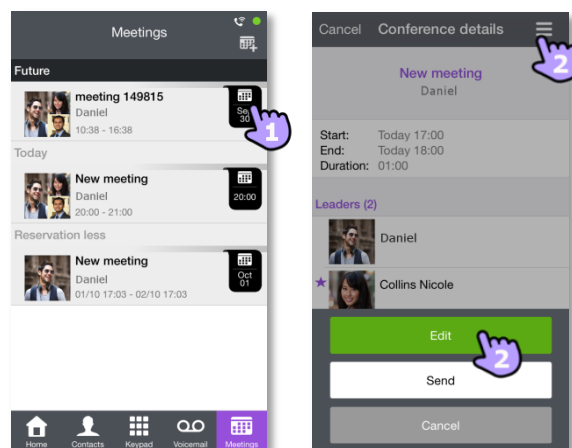 Meetings
Future
meeting 149815
Daniel
10:38 - 16:38
Sep
30
1
Today
New meeting
Daniel
20:00 - 21:00
20:00
Reservation less
New meeting
Daniel
01/10 17:03 - 02/10 17:03
Oct
01
Home
Contacts
Keypad
Voicemail
Meetings
Cancel
Conference details
2
New meeting
Daniel
Start: Today 17:00
End: Today 18:00
Duration: 01:00
Leaders (2)
Daniel
Collins Nicole
Edit
2
Send
Cancel